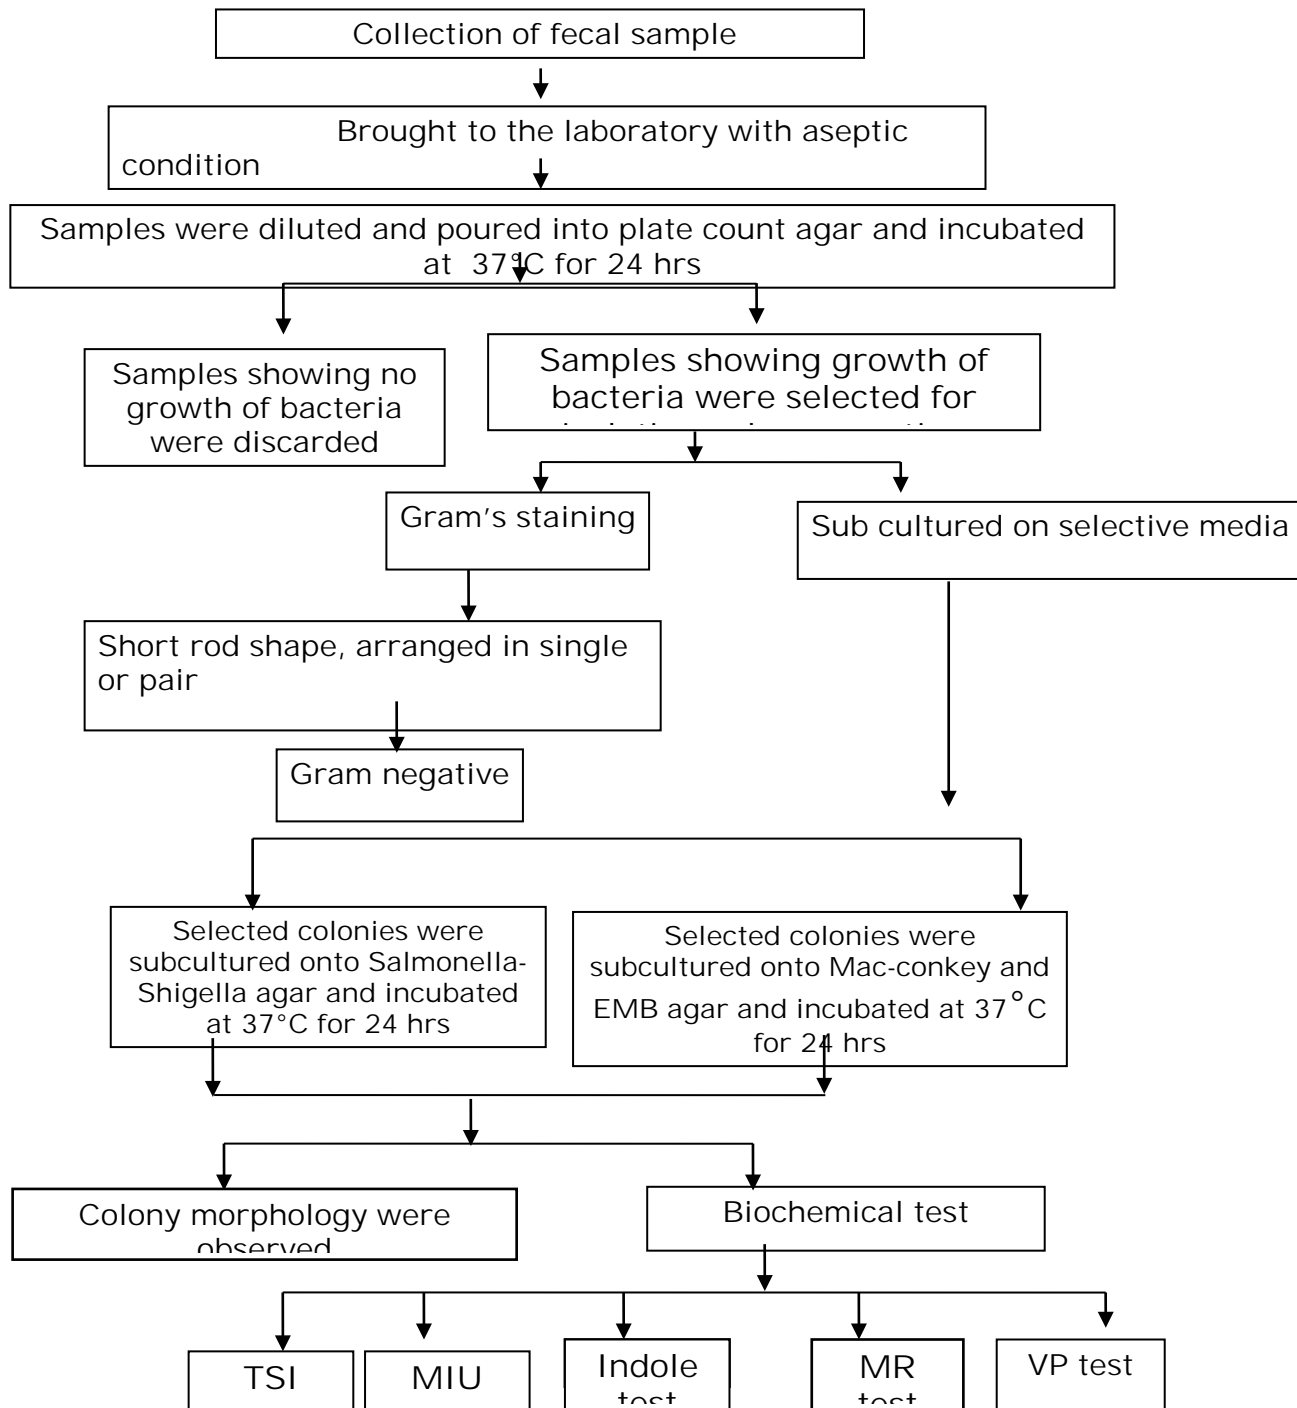 Collection of fecal sample
Brought to the laboratory with aseptic
condition
Samples were diluted and poured into plate count agar and incubated
at 37°C for 24 hrs
Samples showing no
growth of bacteria
were discarded
Samples showing growth of
bacteria were selected for
Gram's staining
Sub cultured on selective media
Short rod shape, arranged in single
or pair
Gram negative
Selected colonies were
subcultured onto Salmonella-
Shigella agar and incubated
at 37°C for 24 hrs
Selected colonies were
subcultured onto Mac-conkey and
EMB agar and incubated at 37°C
for 24 hrs
Colony morphology were
observed
Biochemical test
TSI
MIU
Indole
test
MR
test
VP test